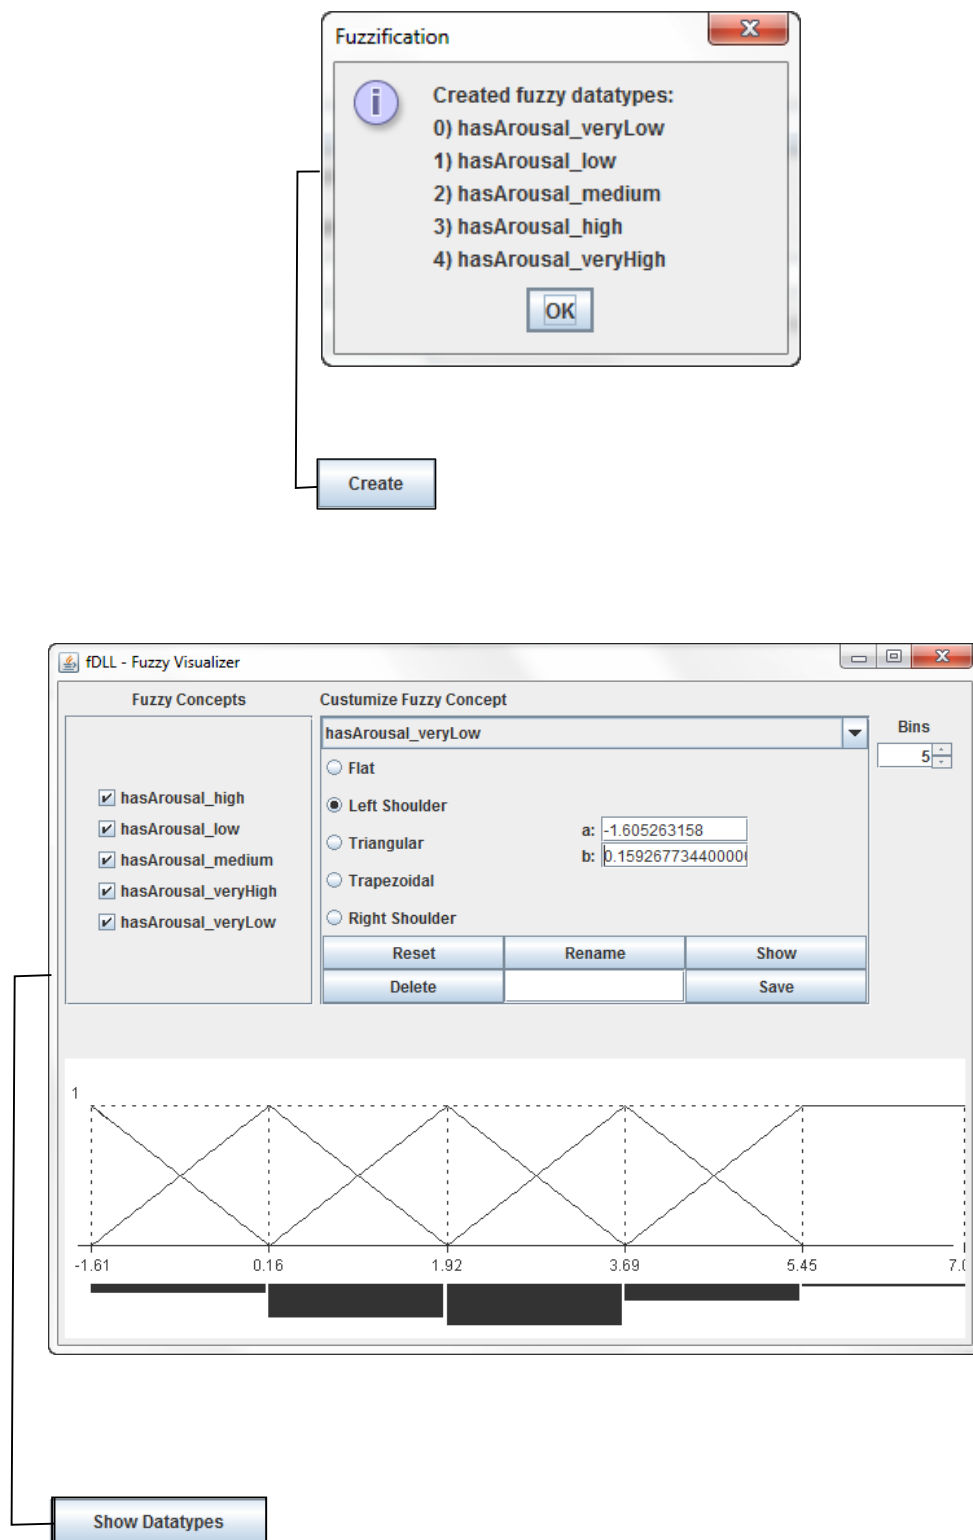 Fuzzification
Created fuzzy datatypes:
0) hasArousal_veryLow
1) hasArousal_low
2) hasArousal_medium
3) hasArousal_high
4) hasArousal_veryHigh
OK
Create
fDLL - Fuzzy Visualizer
Fuzzy Concepts
hasArousal_high
hasArousal_low
hasArousal_medium
hasArousal_veryHigh
hasArousal_veryLow
Custumize Fuzzy Concept
hasArousal_veryLow
Flat
Left Shoulder
Triangular
Trapezoidal
Right Shoulder
a: -1.605263158
b: 0.15926773440000
Reset Rename Show
Delete Save
Bins
5
1
-1.61 0.16 1.92 3.69 5.45 7.0
Show Datatypes